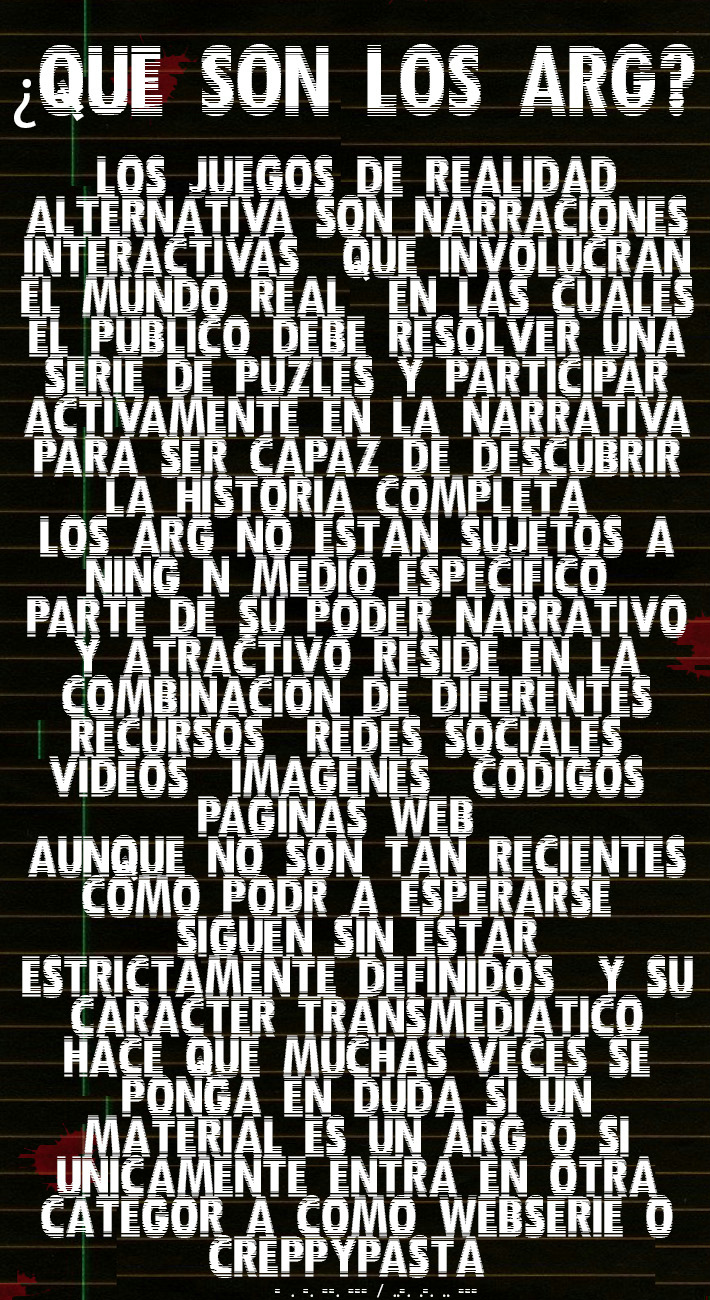 ¿QUE SON LOS ARG?
LOS JUEGOS DE REALIDAD
ALTERNATIVA SON NARRACIONES
INTERACTIVAS QUE INVOLUCRAN
EL MUNDO REAL EN LAS CUALES
EL PUBLICO DEBE RESOLVER UNA
SERIE DE PUZLES Y PARTICIPAR
ACTIVAMENTE EN LA NARRATIVA
PARA SER CAPAZ DE DESCUBRIR
LA HISTORIA COMPLETA
LOS ARG NO ESTAN SUJETOS A
NING N MEDIO ESPECIFICO
PARTE DE SU PODER NARRATIVO
Y ATRACTIVO RESIDE EN LA
COMBINACION DE DIFERENTES
RECURSOS REDES SOCIALES
VIDEOS IMAGENES CODIGOS
PAGINAS WEB
AUNQUE NO SON TAN RECIENTES
COMO PODR A ESPERARSE
SIGUEN SIN ESTAR
ESTRICTAMENTE DEFINIDOS Y SU
CARACTER TRANSMEDIATICO
HACE QUE MUCHAS VECES SE
PONGA EN DUDA SI UN
MATERIAL ES UN ARG O SI
UNICAMENTE ENTRA EN OTRA
CATEGOR A COMO WEBSERIE O
CREPPYPASTA